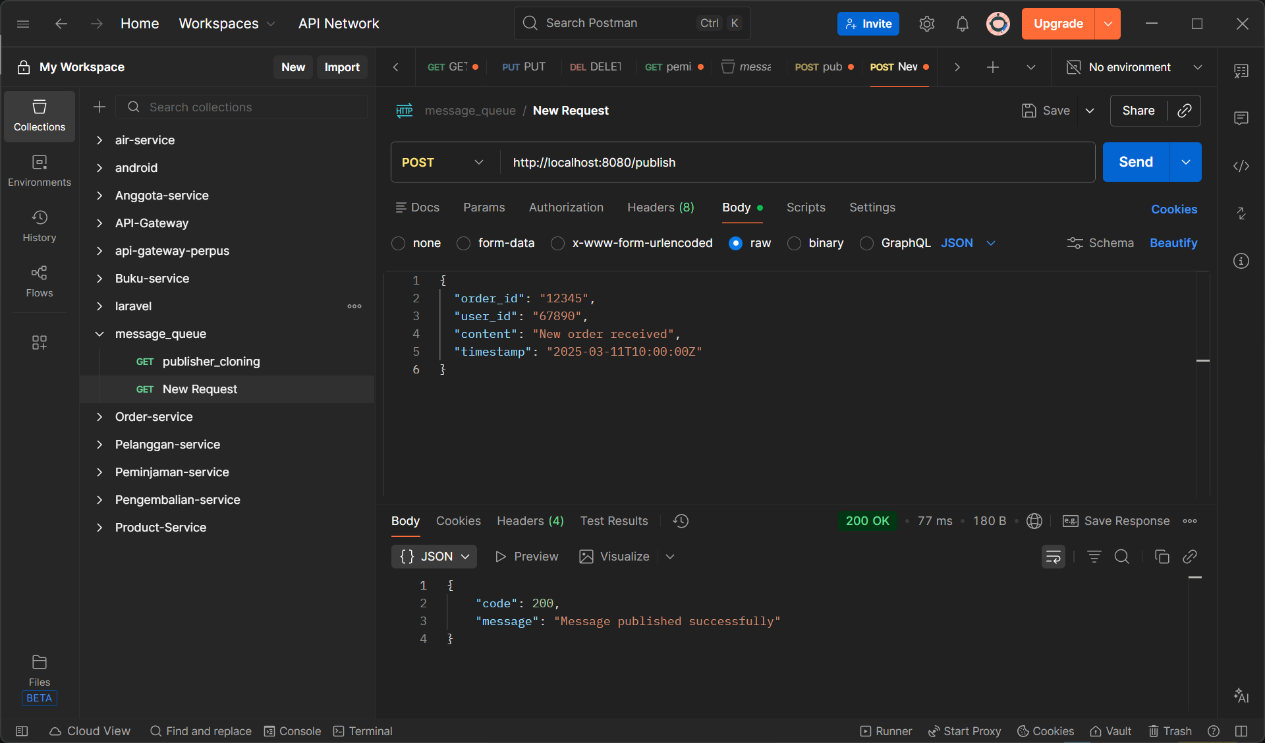 Home Workspaces API Network Search Postman Ctrl K Invite Upgrade
My Workspace New Import GET GET PUT PUT DEL DELET GET pemi messa POST pub POST Nev No environment
Collections
Environments
History
Flows
Files
BETA
Search collections
air-service
android
Anggota-service
API-Gateway
api-gateway-perpus
Buku-service
laravel
message_queue
GET publisher_cloning
GET New Request
Order-service
Pelanggan-service
Peminjaman-service
Pengembalian-service
Product-Service
HTTP message_queue / New Request Save Share
POST http://localhost:8080/publish Send
Docs Params Authorization Headers (8) Body Scripts Settings Cookies
none form-data x-www-form-urlencoded raw binary GraphQL JSON Schema Beautify
1 {
2 "order_id": "12345",
3 "user_id": "67890",
4 "content": "New order received",
5 "timestamp": "2025-03-11T10:00:00Z"
6 }
Body Cookies Headers (4) Test Results 200 OK • 77 ms • 180 B • e.g. Save Response
{} JSON Preview Visualize
1 {
2 "code": 200,
3 "message": "Message published successfully"
4 }
AI
Cloud View Find and replace Console Terminal Runner Start Proxy Cookies Vault Trash